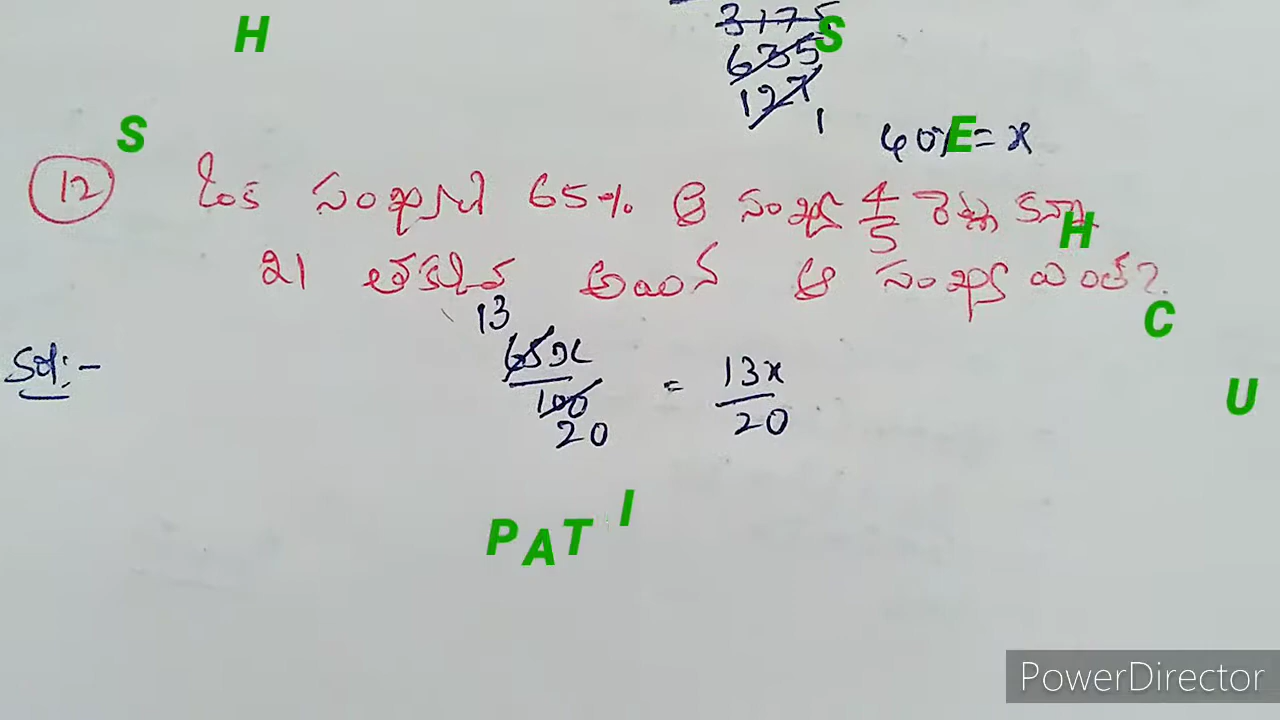 3175
635
127
1
40% = x
12 ఒక సంఖ్యలో 65% ఆ సంఖ్య 4/5 రెట్లు కన్నా
21 తక్కువ అయిన ఆ సంఖ్య ఎంత?
Sol:-
13
65x/100 = 13x/20
20
H
S
S
E
H
C
U
P A T I
PowerDirector